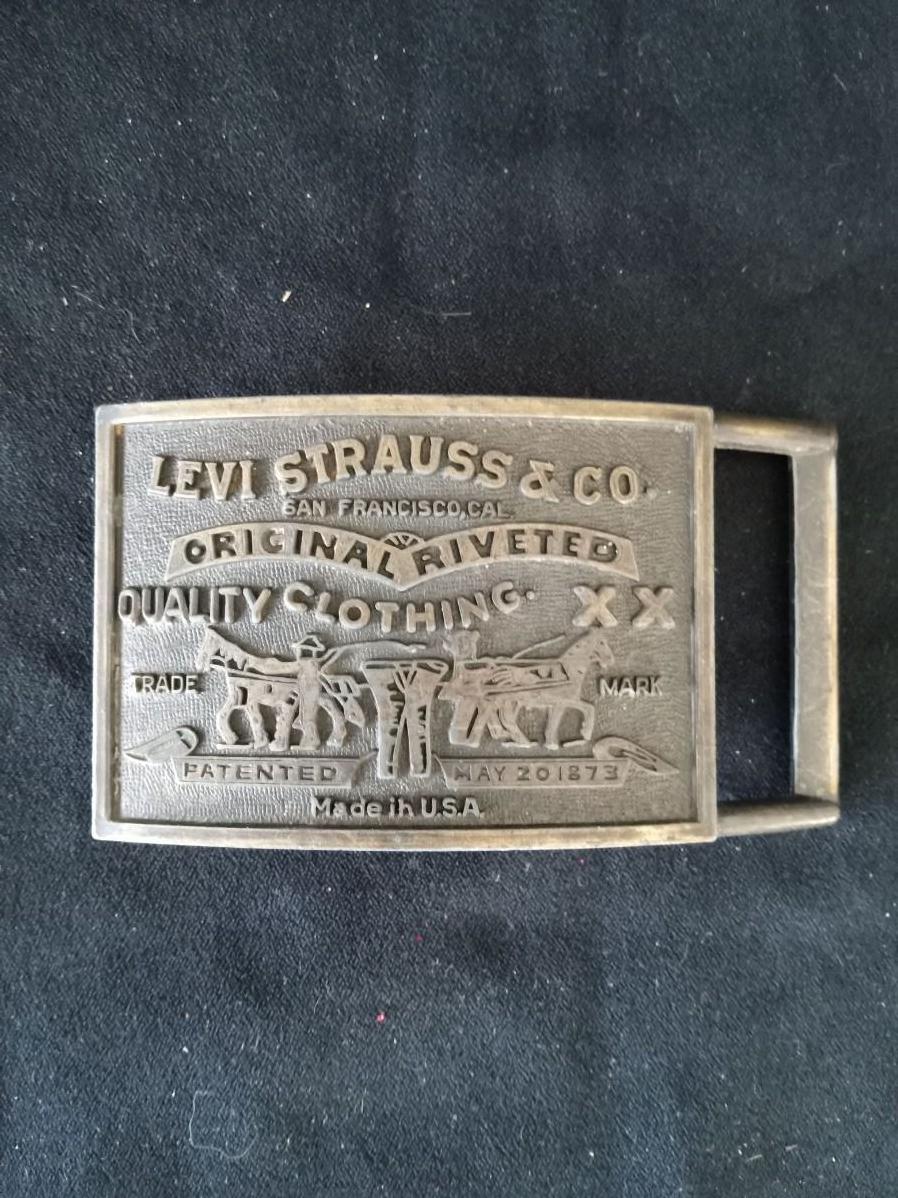 LEVI STRAUSS & CO.
SAN FRANCISCO, CAL.
ORIGINAL RIVETED
QUALITY CLOTHING. XX
TRADE MARK
PATENTED MAY 20 1873
Made in U.S.A.